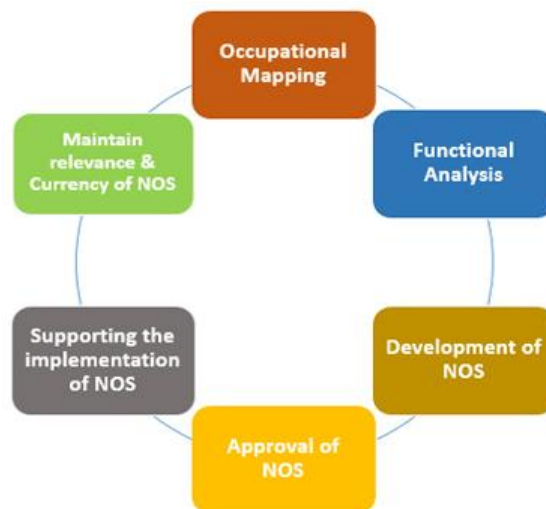 Occupational
Mapping
Functional
Analysis
Development of
NOS
Approval of
NOS
Supporting the
implementation
of NOS
Maintain
relevance &
Currency of NOS